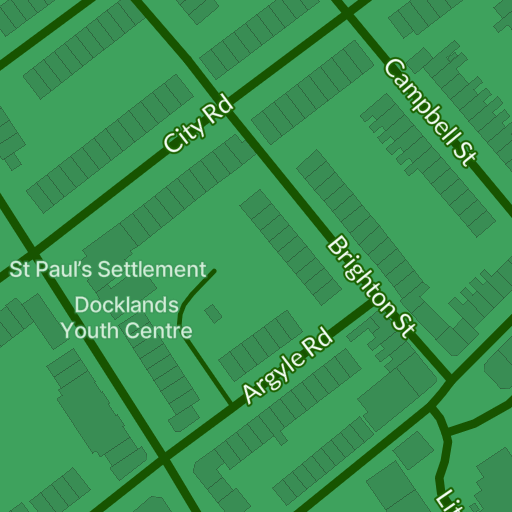 Campbell St
City Rd
St Paul's Settlement
Docklands
Youth Centre
Brighton St
Argyle Rd